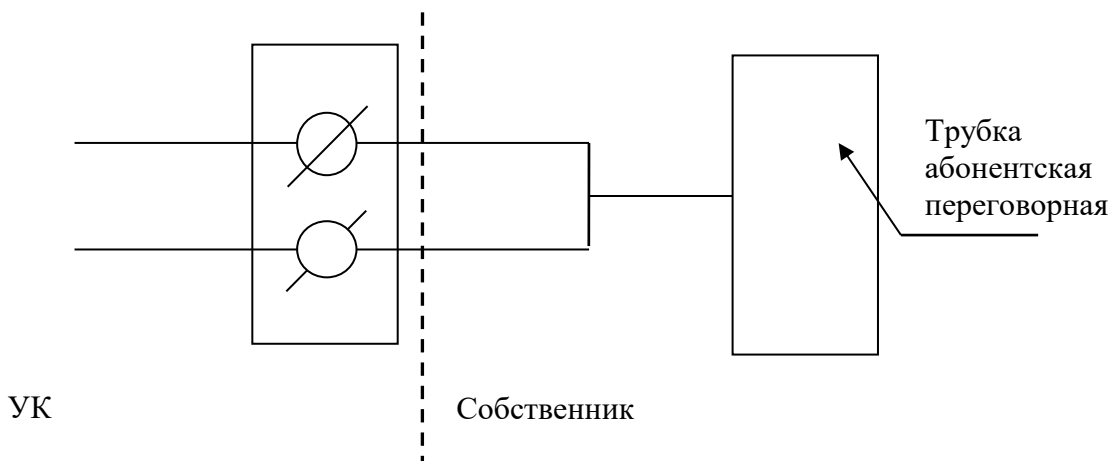 Трубка
абонентская
переговорная
УК
Собственник